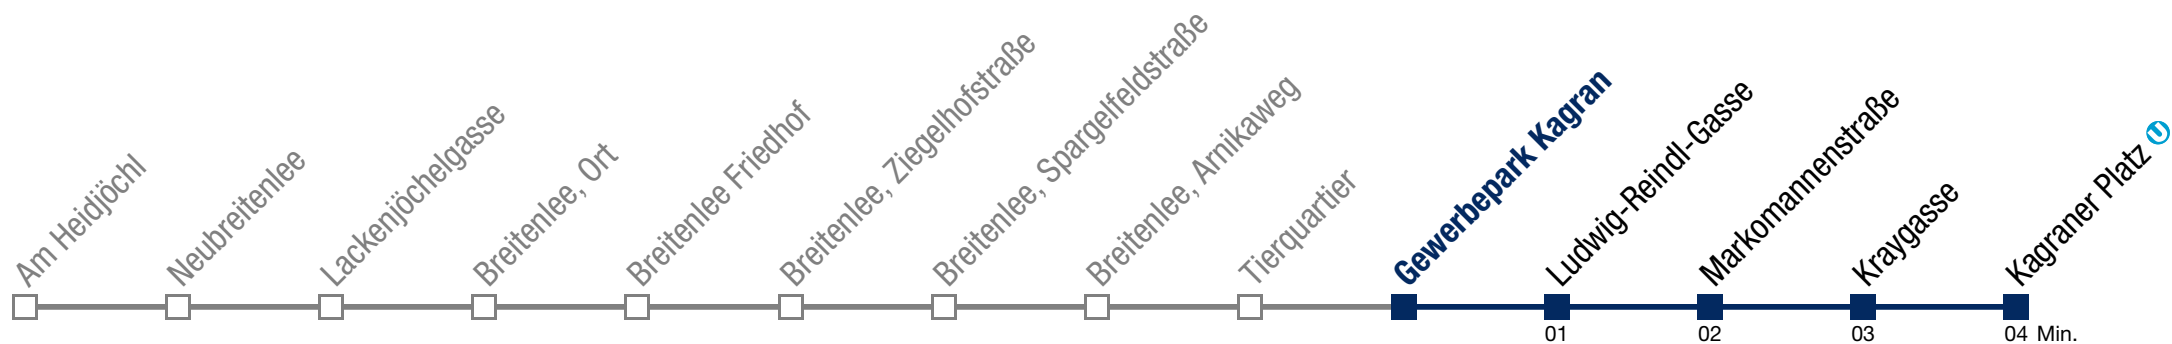 Am Heidjöchl
Neubreitenlee
Lackenjöchelgasse
Breitenlee, Ort
Breitenlee Friedhof
Breitenlee, Ziegelhofstraße
Breitenlee, Spargelfeldstraße
Breitenlee, Arnikaweg
Tierquartier
Gewerbepark Kagran
Ludwig-Reindl-Gasse
Markomannenstraße
Kraygasse
Kagraner Platz U
01 02 03 04 Min.